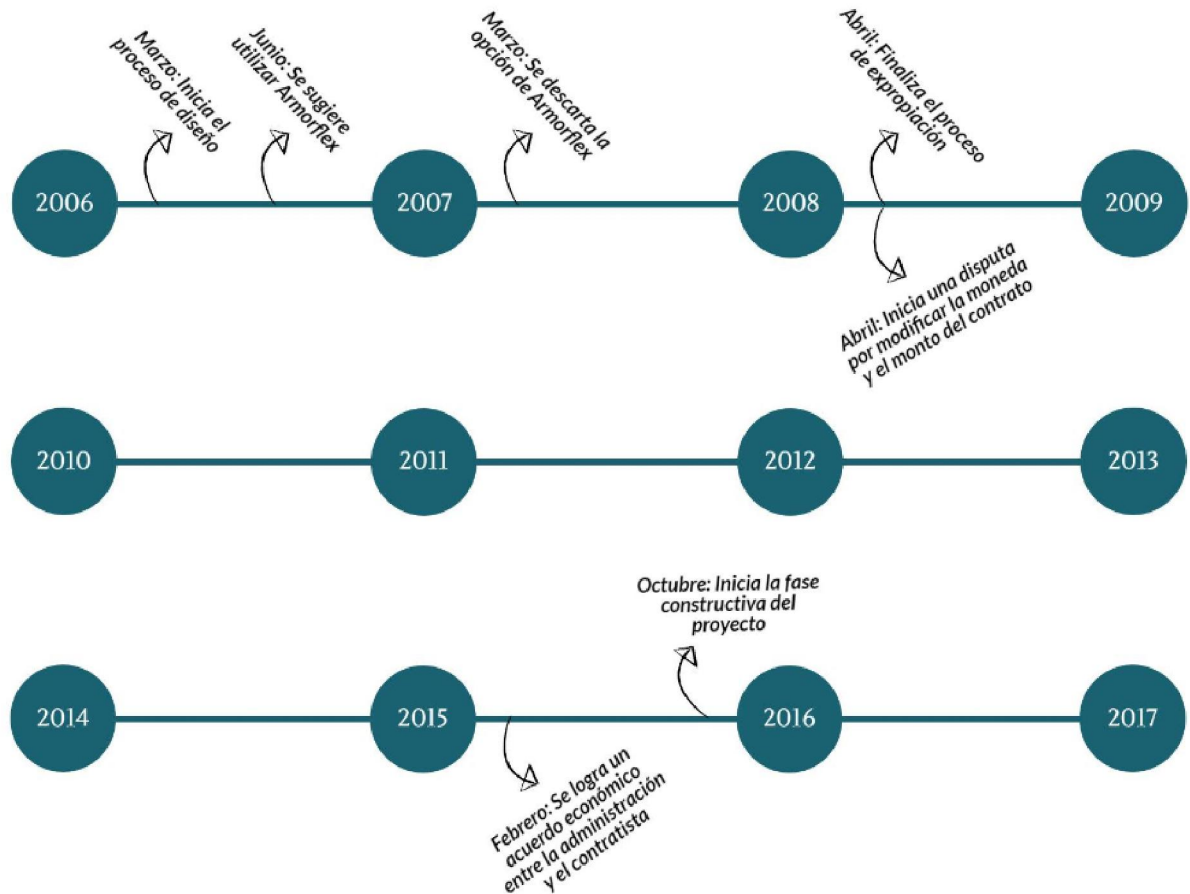 Marzo: Inicia el
proceso de diseño
Junio: Se sugiere
utilizar Armorflex
Marzo: Se descarta la
opción de Armorflex
Abril: Finaliza el proceso
de expropiación
2006
2007
2008
2009
Abril: Inicia una disputa
por modificar la moneda
y el monto del contrato
2010
2011
2012
2013
Octubre: Inicia la fase
constructiva del
proyecto
2014
2015
2016
2017
Febrero: Se logra un
acuerdo económico
entre la administración
y el contratista